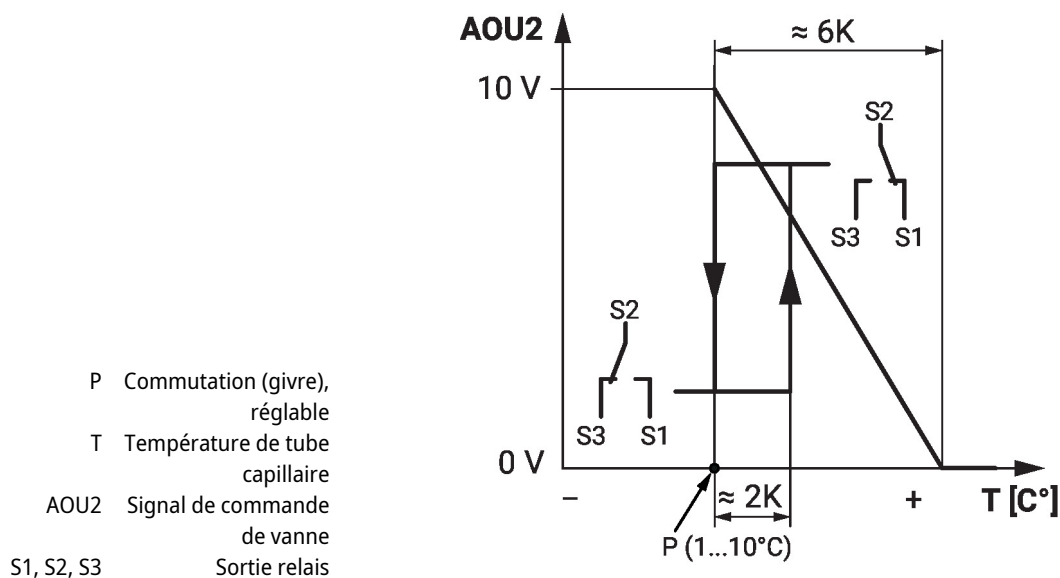 AOU2
≈ 6K
10 V
S2
S3 S1
S2
S3 S1
0 V
– + T [C°]
≈ 2K
P (1...10°C)
P Commutation (givre),
réglable
T Température de tube
capillaire
AOU2 Signal de commande
de vanne
S1, S2, S3 Sortie relais